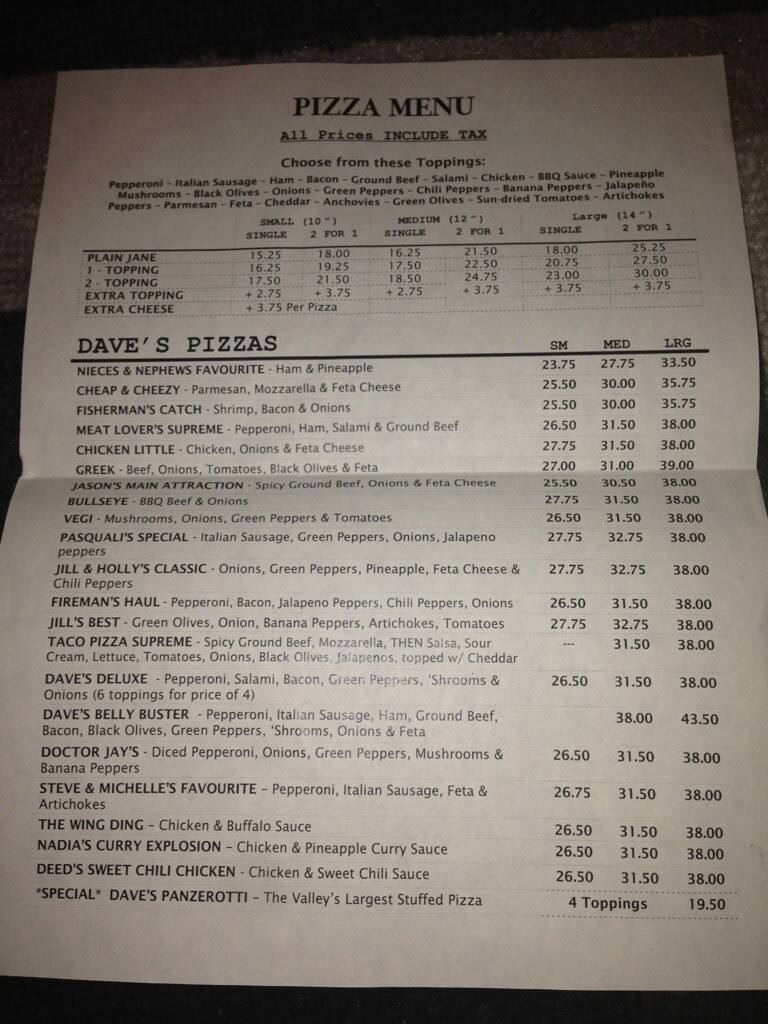 PIZZA MENU
All Prices INCLUDE TAX
Choose from these Toppings:
Pepperoni - Italian Sausage - Ham - Bacon - Ground Beef - Salami - Chicken - BBQ Sauce - Pineapple
Mushrooms - Black Olives - Onions - Green Peppers - Chili Peppers - Banana Peppers - Jalapeño
Peppers - Parmesan - Feta - Cheddar - Anchovies - Green Olives - Sun-dried Tomatoes - Artichokes
SMALL (10 ") MEDIUM (12 ") Large (14 ")
SINGLE 2 FOR 1 SINGLE 2 FOR 1 SINGLE 2 FOR 1
PLAIN JANE 15.25 18.00 16.25 21.50 18.00 25.25
1 - TOPPING 16.25 19.25 17.50 22.50 20.75 27.50
2 - TOPPING 17.50 21.50 18.50 24.75 23.00 30.00
EXTRA TOPPING + 2.75 + 3.75 + 2.75 + 3.75 + 3.75 + 3.75
EXTRA CHEESE + 3.75 Per Pizza
DAVE'S PIZZAS SM MED LRG
NIECES & NEPHEWS FAVOURITE - Ham & Pineapple 23.75 27.75 33.50
CHEAP & CHEEZY - Parmesan, Mozzarella & Feta Cheese 25.50 30.00 35.75
FISHERMAN'S CATCH - Shrimp, Bacon & Onions 25.50 30.00 35.75
MEAT LOVER'S SUPREME - Pepperoni, Ham, Salami & Ground Beef 26.50 31.50 38.00
CHICKEN LITTLE - Chicken, Onions & Feta Cheese 27.75 31.50 38.00
GREEK - Beef, Onions, Tomatoes, Black Olives & Feta 27.00 31.00 39.00
JASON'S MAIN ATTRACTION - Spicy Ground Beef, Onions & Feta Cheese 25.50 30.50 38.00
BULLSEYE - BBQ Beef & Onions 27.75 31.50 38.00
VEGI - Mushrooms, Onions, Green Peppers & Tomatoes 26.50 31.50 38.00
PASQUALI'S SPECIAL - Italian Sausage, Green Peppers, Onions, Jalapeno 27.75 32.75 38.00
peppers
JILL & HOLLY'S CLASSIC - Onions, Green Peppers, Pineapple, Feta Cheese & 27.75 32.75 38.00
Chili Peppers
FIREMAN'S HAUL - Pepperoni, Bacon, Jalapeno Peppers, Chili Peppers, Onions 26.50 31.50 38.00
JILL'S BEST - Green Olives, Onion, Banana Peppers, Artichokes, Tomatoes 27.75 32.75 38.00
TACO PIZZA SUPREME - Spicy Ground Beef, Mozzarella, THEN Salsa, Sour --- 31.50 38.00
Cream, Lettuce, Tomatoes, Onions, Black Olives, Jalapenos, topped w/ Cheddar
DAVE'S DELUXE - Pepperoni, Salami, Bacon, Green Peppers, 'Shrooms & 26.50 31.50 38.00
Onions (6 toppings for price of 4)
DAVE'S BELLY BUSTER - Pepperoni, Italian Sausage, Ham, Ground Beef, 38.00 43.50
Bacon, Black Olives, Green Peppers, 'Shrooms, Onions & Feta
DOCTOR JAY'S - Diced Pepperoni, Onions, Green Peppers, Mushrooms & 26.50 31.50 38.00
Banana Peppers
STEVE & MICHELLE'S FAVOURITE – Pepperoni, Italian Sausage, Feta & 26.75 31.50 38.00
Artichokes
THE WING DING – Chicken & Buffalo Sauce 26.50 31.50 38.00
NADIA'S CURRY EXPLOSION – Chicken & Pineapple Curry Sauce 26.50 31.50 38.00
DEED'S SWEET CHILI CHICKEN - Chicken & Sweet Chili Sauce 26.50 31.50 38.00
*SPECIAL* DAVE'S PANZEROTTI – The Valley's Largest Stuffed Pizza 4 Toppings 19.50